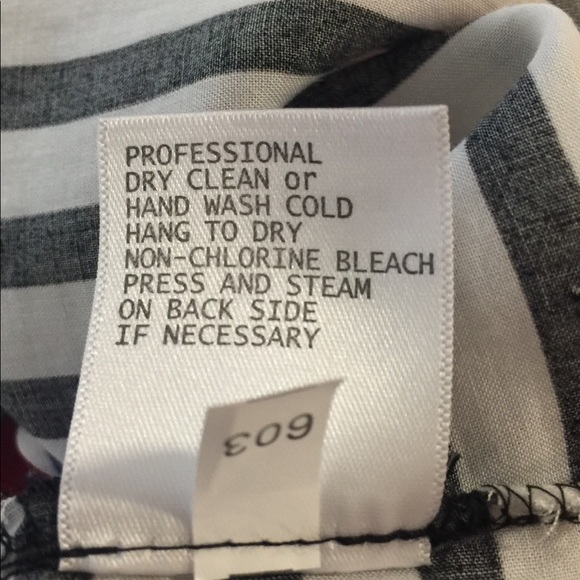 PROFESSIONAL
DRY CLEAN or
HAND WASH COLD
HANG TO DRY
NON-CHLORINE BLEACH
PRESS AND STEAM
ON BACK SIDE
IF NECESSARY
603